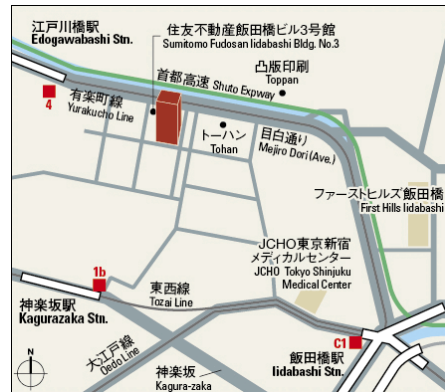 江戸川橋駅
Edogawabashi Stn.
住友不動産飯田橋ビル3号館
Sumitomo Fudosan Iidabashi Bldg. No.3
首都高速 Shuto Expway
凸版印刷
Toppan
4
有楽町線
Yurakucho Line
トーハン
Tohan
目白通り
Mejiro Dori (Ave.)
ファーストヒルズ飯田橋
First Hills Iidabashi
JCHO東京新宿
メディカルセンター
JCHO Tokyo Shinjuku
Medical Center
1b
東西線
Tozai Line
神楽坂駅
Kagurazaka Stn.
大江戸線
Oedo Line
C1
飯田橋駅
Iidabashi Stn.
神楽坂
Kagura-zaka
N